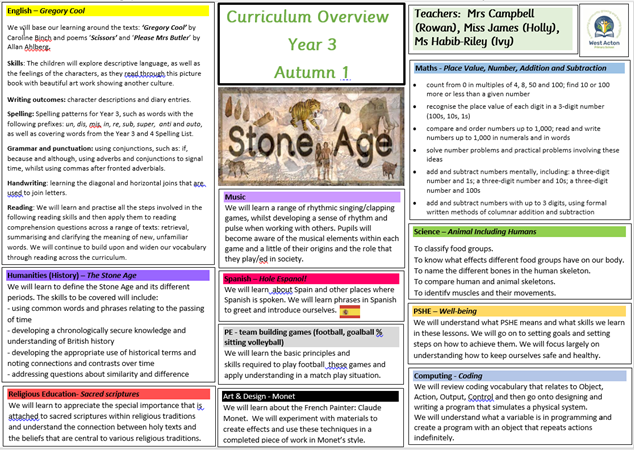 English – Gregory Cool
We will base our learning around the texts: 'Gregory Cool' by
Caroline Binch and poems 'Scissors' and 'Please Mrs Butler' by
Allan Ahlberg.
Skills: The children will explore descriptive language, as well as
the feelings of the characters, as they read through this picture
book with beautiful art work showing another culture.
Writing outcomes: character descriptions and diary entries.
Spelling: Spelling patterns for Year 3, such as words with the
following prefixes: un, dis, mis, in, re, sub, super, anti and auto,
as well as covering words from the Year 3 and 4 Spelling List.
Grammar and punctuation: using conjunctions, such as: if,
because and although, using adverbs and conjunctions to signal
time, whilst using commas after fronted adverbials.
Handwriting: learning the diagonal and horizontal joins that are
used to join letters.
Reading: We will learn and practise all the steps involved in the
following reading skills and then apply them to reading
comprehension questions across a range of texts: retrieval,
summarising and clarifying the meaning of new, unfamiliar
words. We will continue to build upon and widen our vocabulary
through reading across the curriculum.
Humanities (History) – The Stone Age
We will learn to define the Stone Age and its different
periods. The skills to be covered will include:
- using common words and phrases relating to the passing
of time
- developing a chronologically secure knowledge and
understanding of British history
- developing the appropriate use of historical terms and
noting connections and contrasts over time
- addressing questions about similarity and difference
Religious Education- Sacred scriptures
We will learn to appreciate the special importance that is
attached to sacred scriptures within religious traditions
and understand the connection between holy texts and
the beliefs that are central to various religious traditions.
Curriculum Overview
Year 3
Autumn 1
Stone Age
Music
We will learn a range of rhythmic singing/clapping
games, whilst developing a sense of rhythm and
pulse when working with others. Pupils will
become aware of the musical elements within each
game and a little of their origins and the role that
they play/ed in society.
Spanish – Hole Espanol!
We will learn about Spain and other places where
Spanish is spoken. We will learn phrases in Spanish
to greet and introduce ourselves.
PE - team building games (football, goalball %
sitting volleyball)
We will learn the basic principles and
skills required to play football these games and
apply understanding in a match play situation.
Art & Design - Monet
We will learn about the French Painter: Claude
Monet. We will experiment with materials to
create effects and use these techniques in a
completed piece of work in Monet's style.
Teachers: Mrs Campbell
(Rowan), Miss James (Holly),
Ms Habib-Riley (Ivy)
West Acton
Maths - Place Value, Number, Addition and Subtraction
• count from 0 in multiples of 4, 8, 50 and 100; find 10 or 100
more or less than a given number
• recognise the place value of each digit in a 3-digit number
(100s, 10s, 1s)
• compare and order numbers up to 1,000; read and write
numbers up to 1,000 in numerals and in words
• solve number problems and practical problems involving these
ideas
• add and subtract numbers mentally, including: a three-digit
number and 1s; a three-digit number and 10s; a three-digit
number and 100s
• add and subtract numbers with up to 3 digits, using formal
written methods of columnar addition and subtraction
Science – Animal Including Humans
To classify food groups.
To know what effects different food groups have on our body.
To name the different bones in the human skeleton.
To compare human and animal skeletons.
To identify muscles and their movements.
PSHE – Well-being
We will understand what PSHE means and what skills we learn
in these lessons. We will go on to setting goals and setting
steps on how to achieve them. We will focus largely on
understanding how to keep ourselves safe and healthy.
Computing - Coding
We will review coding vocabulary that relates to Object,
Action, Output, Control and then go onto designing and
writing a program that simulates a physical system.
We will understand what a variable is in programming and
create a program with an object that repeats actions
indefinitely.